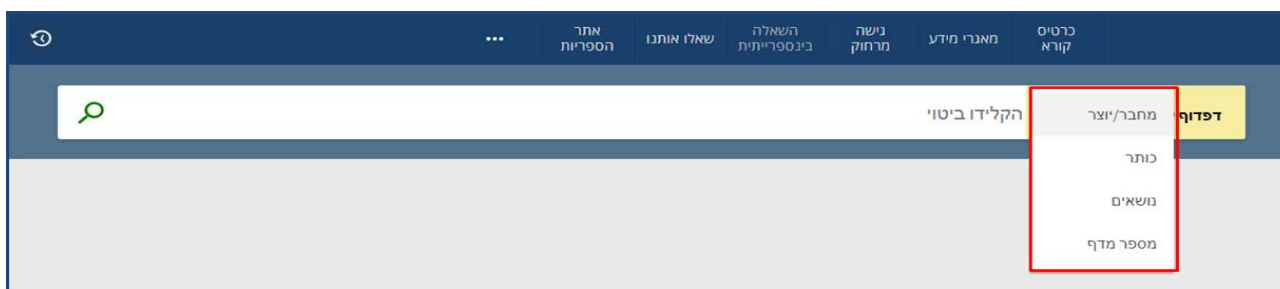 כרטיס
קורא
מאגרי מידע
גישה
מרחוק
השאלה
בינספרייתית
שאלו אותנו
אתר
הספריות
...
דפדוף
מחבר/יוצר
הקלידו ביטוי
כותר
נושאים
מספר מדף